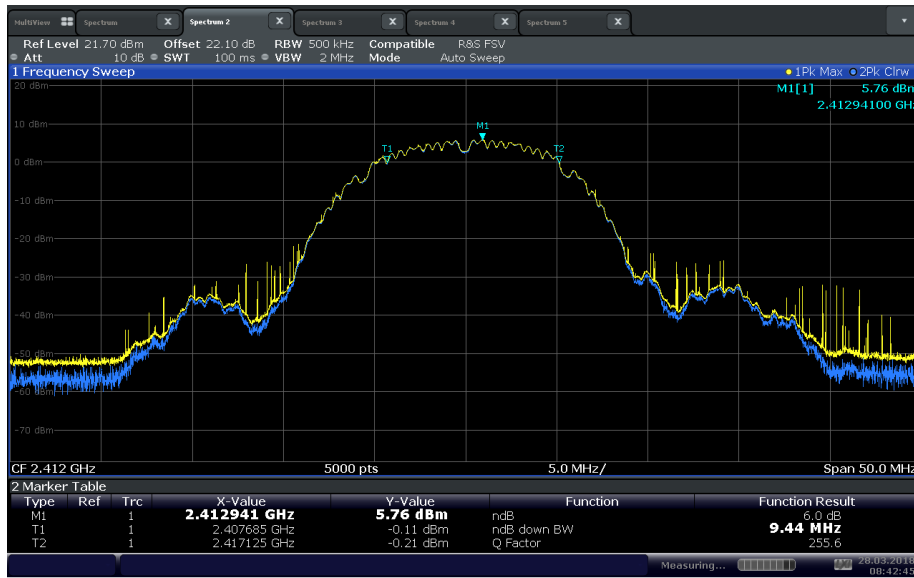 MultiView Spectrum X Spectrum 2 X Spectrum 3 X Spectrum 4 X Spectrum 5 X
Ref Level 21.70 dBm Offset 22.10 dB RBW 500 kHz Compatible R&S FSV
Att 10 dB SWT 100 ms VBW 2 MHz Mode Auto Sweep
1 Frequency Sweep 1Pk Max 2Pk Clrw
20 dBm
M1[1] 5.76 dBm
2.41294100 GHz
10 dBm
M1
T1 T2
0 dBm
-10 dBm
-20 dBm
-30 dBm
-40 dBm
-50 dBm
-60 dBm
-70 dBm
CF 2.412 GHz 5000 pts 5.0 MHz/ Span 50.0 MHz
2 Marker Table
Type Ref Trc X-Value Y-Value Function Function Result
M1 1 2.412941 GHz 5.76 dBm ndB 6.0 dB
T1 1 2.407685 GHz -0.11 dBm ndB down BW 9.44 MHz
T2 1 2.417125 GHz -0.21 dBm Q Factor 255.6
Measuring... 28.03.2018
08:42:45